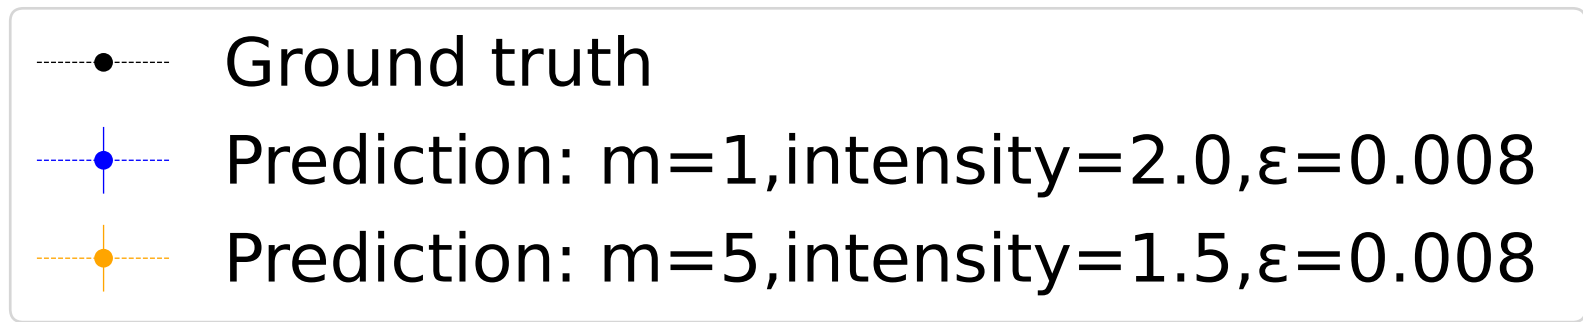 Ground truth
Prediction: m=1,intensity=2.0,ε=0.008
Prediction: m=5,intensity=1.5,ε=0.008